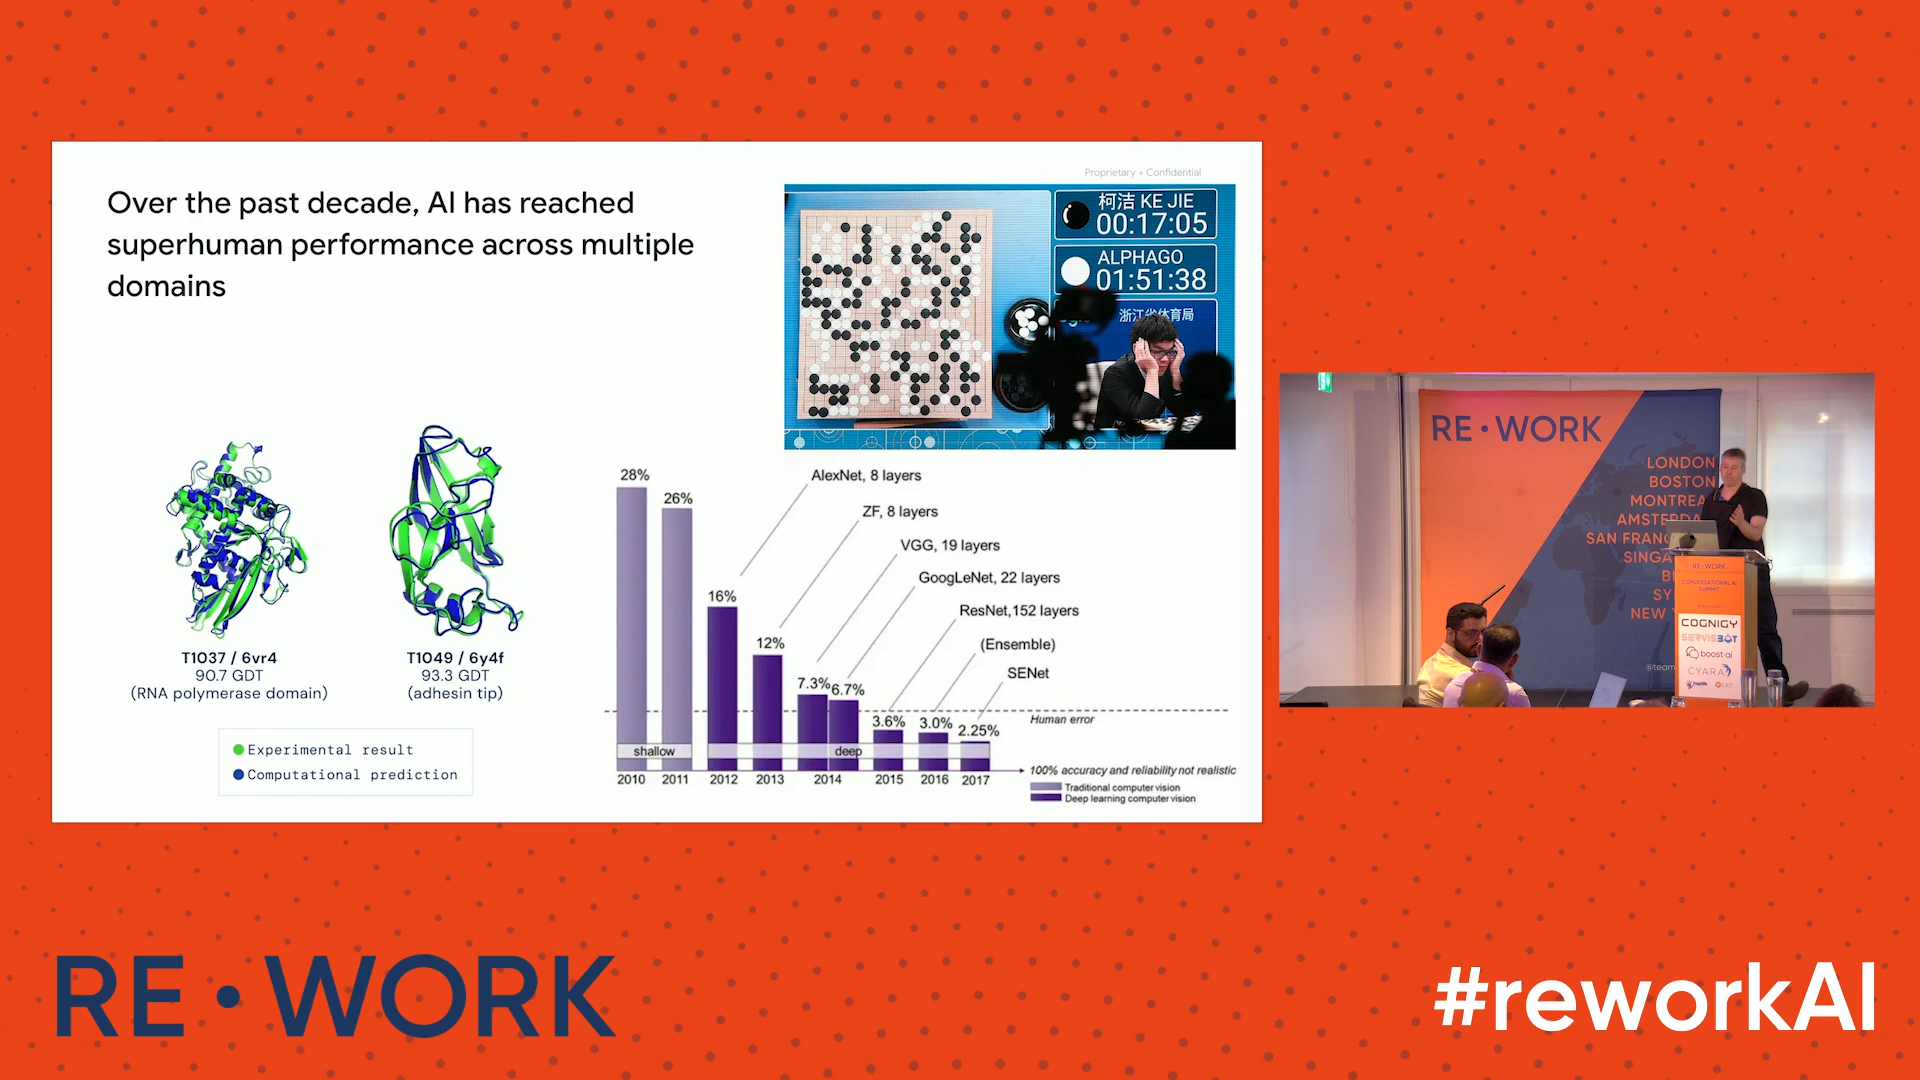 Proprietary + Confidential
Over the past decade, AI has reached
superhuman performance across multiple
domains
柯洁 KE JIE
00:17:05
ALPHAGO
01:51:38
浙江省体育局
T1037 / 6vr4
90.7 GDT
(RNA polymerase domain)
T1049 / 6y4f
93.3 GDT
(adhesin tip)
Experimental result
Computational prediction
28%
26%
16%
12%
7.3%
6.7%
3.6%
3.0%
2.25%
AlexNet, 8 layers
ZF, 8 layers
VGG, 19 layers
GoogLeNet, 22 layers
ResNet,152 layers
(Ensemble)
SENet
Human error
shallow
deep
2010
2011
2012
2013
2014
2015
2016
2017
100% accuracy and reliability not realistic
Traditional computer vision
Deep learning computer vision
RE•WORK
LONDON
BOSTON
MONTREA
AMSTERDA
SAN FRANC
SINGA
B
SY
NEW Y
@team
RE•WORK
CONVERSATIONAL AI
SUMMIT
COGNIGY
SERVISBOT
boost.ai
CYARA
RE•WORK
#reworkAI